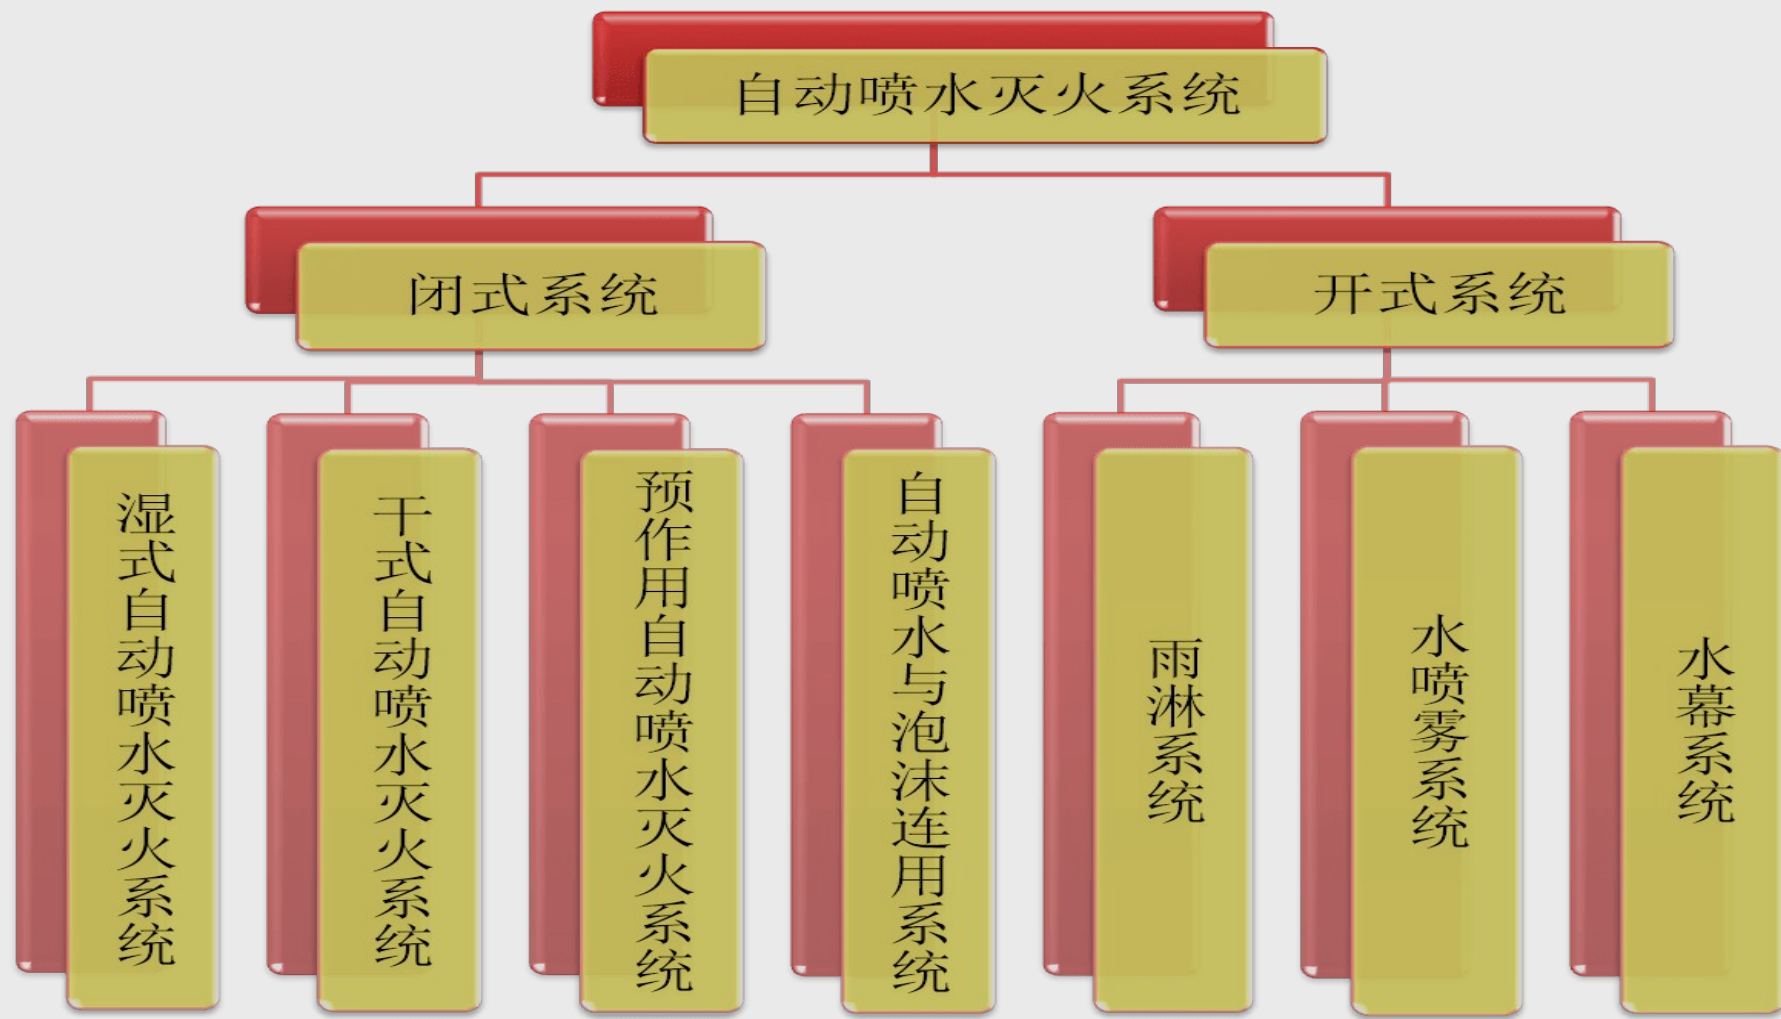 自动喷水灭火系统
闭式系统
开式系统
湿式自动喷水灭火系统
干式自动喷水灭火系统
预作用自动喷水灭火系统
自动喷水与泡沫连用系统
雨淋系统
水喷雾系统
水幕系统